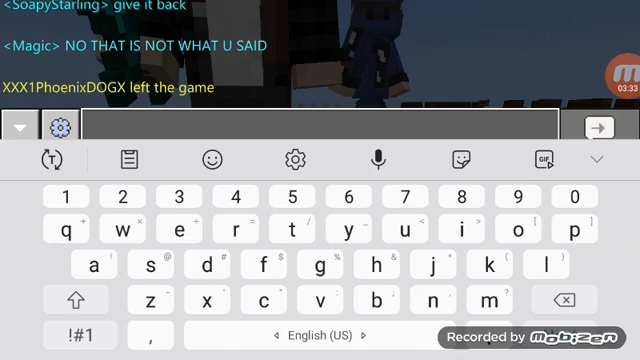 <SoapyStarling> give it back
<Magic> NO THAT IS NOT WHAT U SAID
XXX1PhoenixDOGX left the game
03:33
T
GIF
1 2 3 4 5 6 7 8 9 0
q w e r t y u i o p
a s d f g h j k l
z x c v b n m
!#1 , English (US) .
Recorded by MOBIZEN